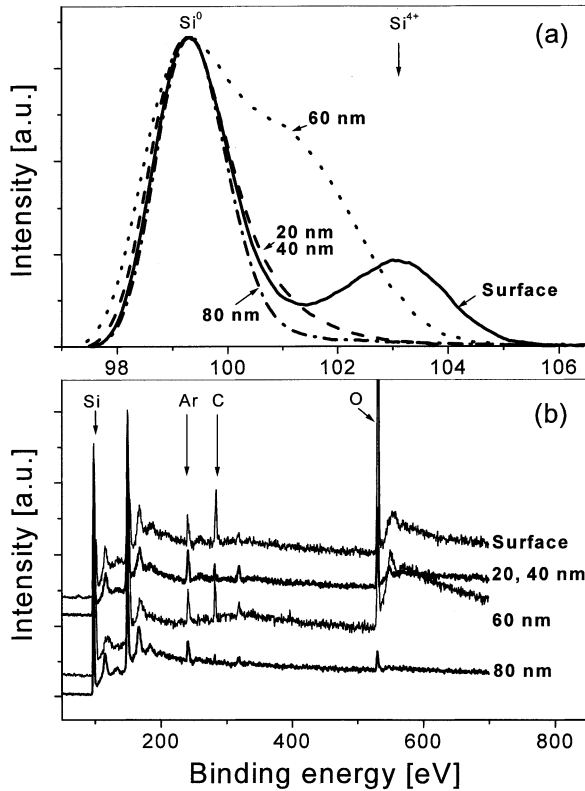 Si⁰
Si⁴⁺
(a)
60 nm
20 nm
40 nm
80 nm
Surface
Intensity [a.u.]
98
100
102
104
106
(b)
Si
Ar
C
O
Surface
20, 40 nm
60 nm
80 nm
Intensity [a.u.]
200
400
600
800
Binding energy [eV]